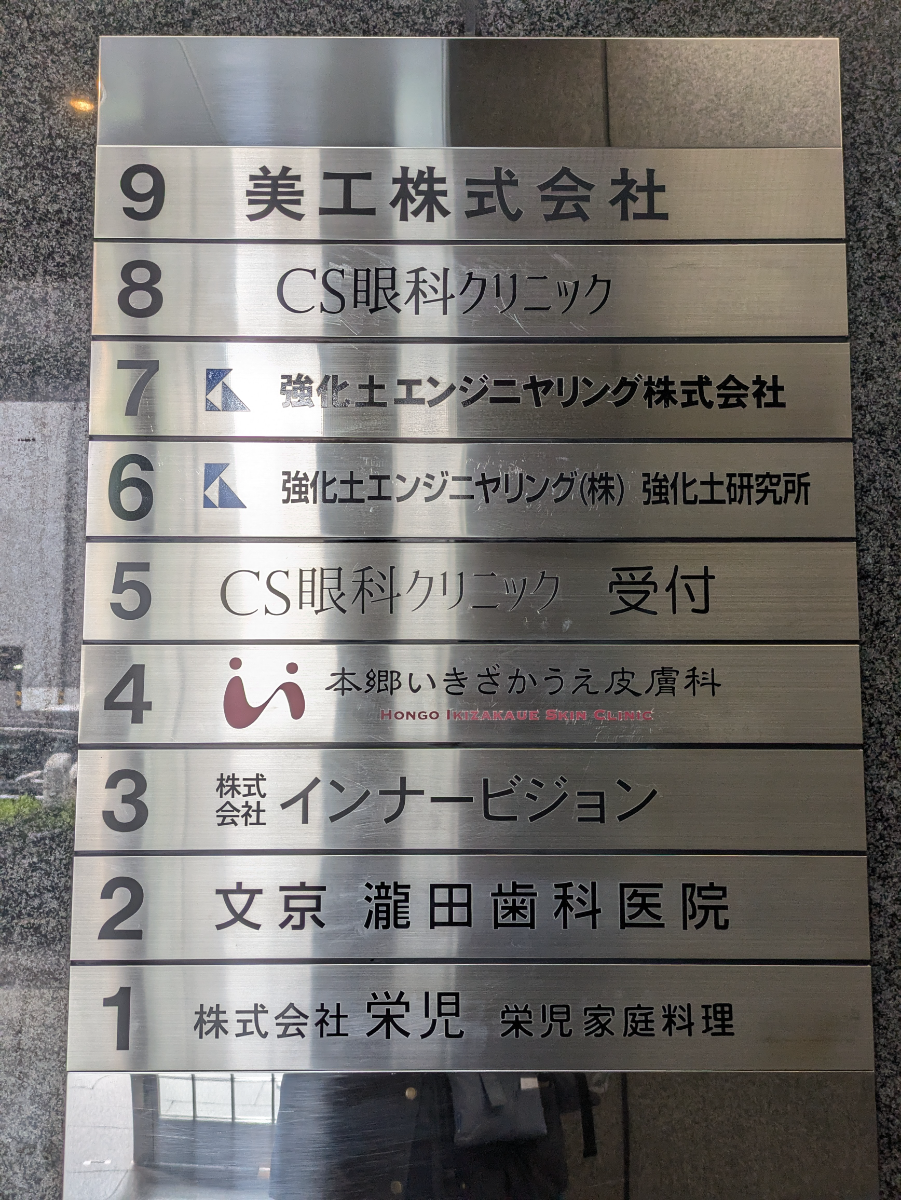 9 美工株式会社
8 CS眼科クリニック
7 強化土エンジニヤリング株式会社
6 強化土エンジニヤリング(株) 強化土研究所
5 CS眼科クリニック 受付
4 本郷いきざかうえ皮膚科
HONGO IKIZAKAUE SKIN CLINIC
3 株式会社 インナービジョン
2 文京 瀧田歯科医院
1 株式会社 栄児 栄児家庭料理